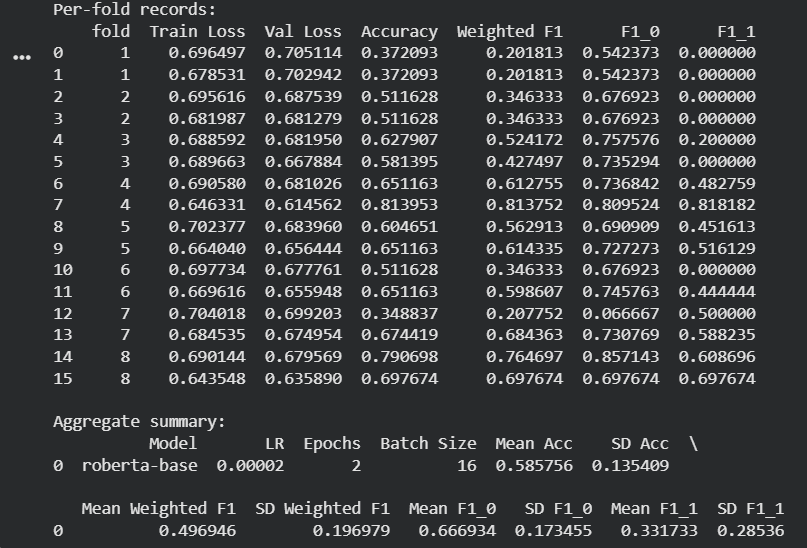 Per-fold records:
fold Train Loss Val Loss Accuracy Weighted F1 F1_0 F1_1
0 1 0.696497 0.705114 0.372093 0.201813 0.542373 0.000000
1 1 0.678531 0.702942 0.372093 0.201813 0.542373 0.000000
2 2 0.695616 0.687539 0.511628 0.346333 0.676923 0.000000
3 2 0.681987 0.681279 0.511628 0.346333 0.676923 0.000000
4 3 0.688592 0.681950 0.627907 0.524172 0.757576 0.200000
5 3 0.689663 0.667884 0.581395 0.427497 0.735294 0.000000
6 4 0.690580 0.681026 0.651163 0.612755 0.736842 0.482759
7 4 0.646331 0.614562 0.813953 0.813752 0.809524 0.818182
8 5 0.702377 0.683960 0.604651 0.562913 0.690909 0.451613
9 5 0.664040 0.656444 0.651163 0.614335 0.727273 0.516129
10 6 0.697734 0.677761 0.511628 0.346333 0.676923 0.000000
11 6 0.669616 0.655948 0.651163 0.598607 0.745763 0.444444
12 7 0.704018 0.699203 0.348837 0.207752 0.066667 0.500000
13 7 0.684535 0.674954 0.674419 0.684363 0.730769 0.588235
14 8 0.690144 0.679569 0.790698 0.764697 0.857143 0.608696
15 8 0.643548 0.635890 0.697674 0.697674 0.697674 0.697674
Aggregate summary:
Model LR Epochs Batch Size Mean Acc SD Acc \
0 roberta-base 0.00002 2 16 0.585756 0.135409
Mean Weighted F1 SD Weighted F1 Mean F1_0 SD F1_0 Mean F1_1 SD F1_1
0 0.496946 0.196979 0.666934 0.173455 0.331733 0.28536